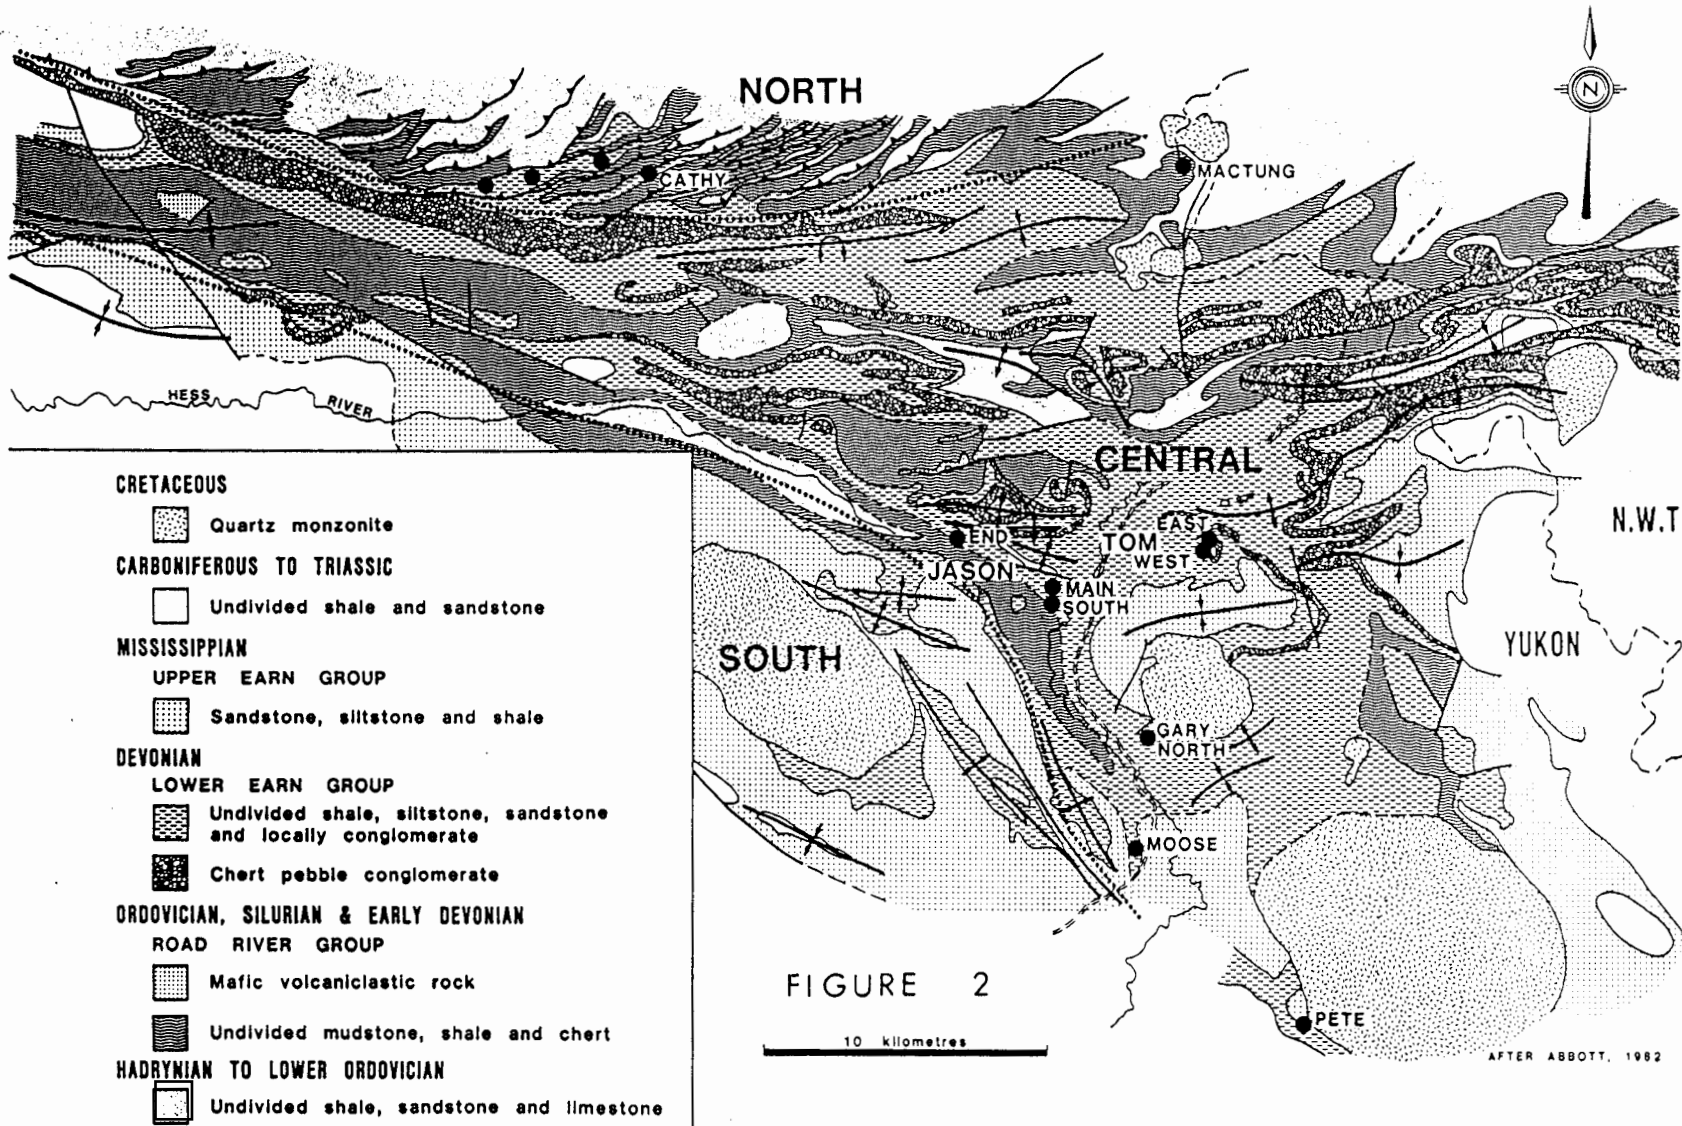 NORTH
N
CATHY
MACTUNG
HESS RIVER
CENTRAL
N.W.T
EAST
TOM
WEST
END
JASON
MAIN
SOUTH
SOUTH
YUKON
GARY
NORTH
MOOSE
PETE
CRETACEOUS
Quartz monzonite
CARBONIFEROUS TO TRIASSIC
Undivided shale and sandstone
MISSISSIPPIAN
UPPER EARN GROUP
Sandstone, siltstone and shale
DEVONIAN
LOWER EARN GROUP
Undivided shale, siltstone, sandstone
and locally conglomerate
Chert pebble conglomerate
ORDOVICIAN, SILURIAN & EARLY DEVONIAN
ROAD RIVER GROUP
Mafic volcaniclastic rock
Undivided mudstone, shale and chert
HADRYNIAN TO LOWER ORDOVICIAN
Undivided shale, sandstone and limestone
FIGURE 2
10 kilometres
AFTER ABBOTT, 1982